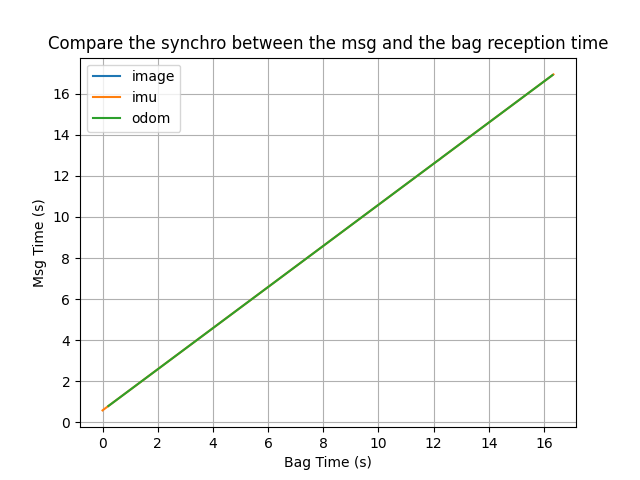 Compare the synchro between the msg and the bag reception time
image
imu
odom
16
14
12
10
8
6
4
2
0
Msg Time (s)
0 2 4 6 8 10 12 14 16
Bag Time (s)